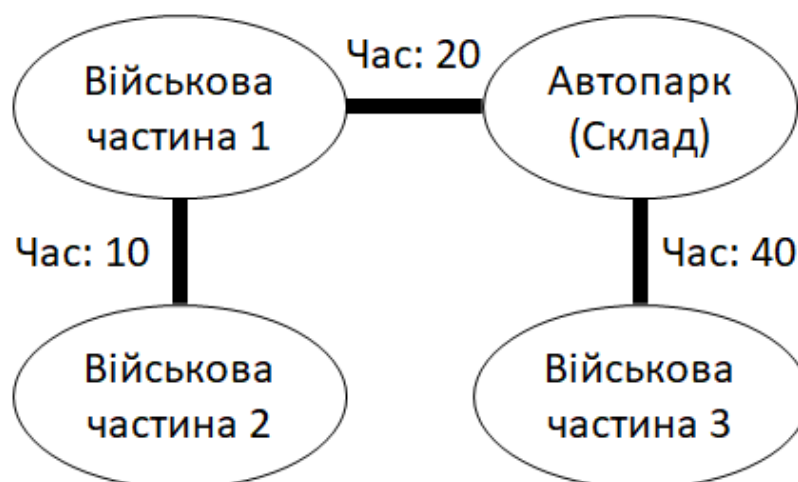 Військова
частина 1
Час: 20
Автопарк
(Склад)
Час: 10
Час: 40
Військова
частина 2
Військова
частина 3